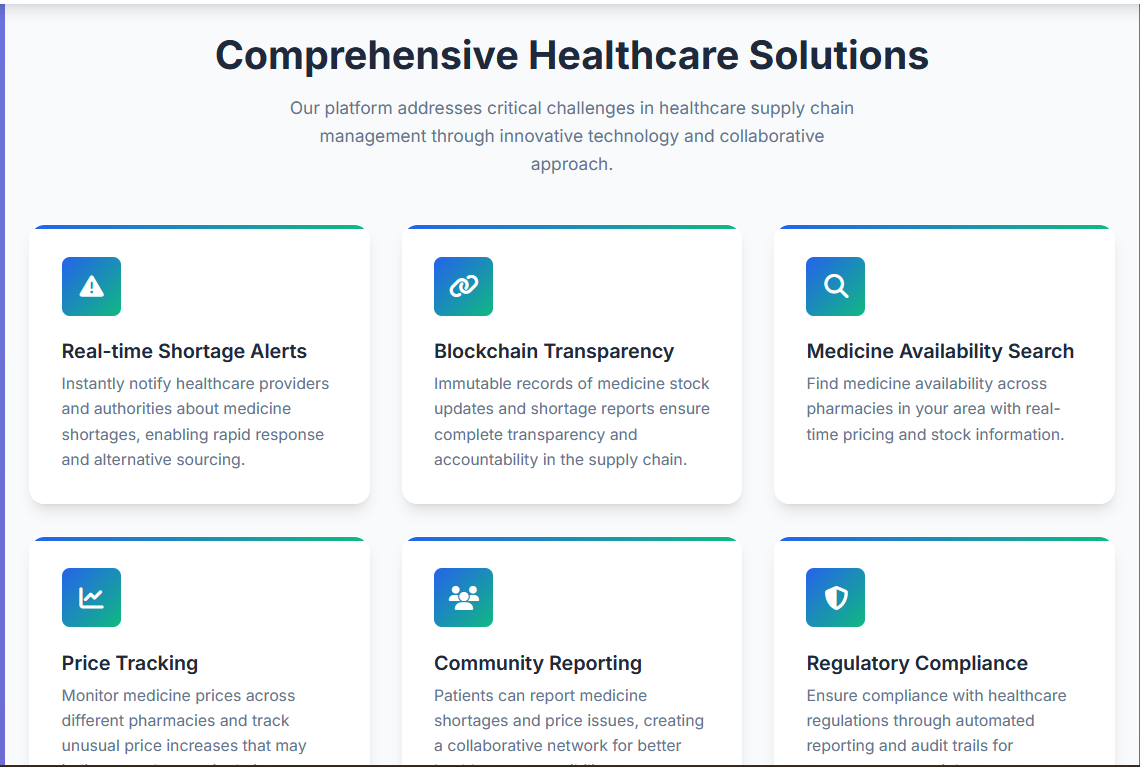 Comprehensive Healthcare Solutions
Our platform addresses critical challenges in healthcare supply chain
management through innovative technology and collaborative
approach.
Real-time Shortage Alerts
Instantly notify healthcare providers
and authorities about medicine
shortages, enabling rapid response
and alternative sourcing.
Blockchain Transparency
Immutable records of medicine stock
updates and shortage reports ensure
complete transparency and
accountability in the supply chain.
Medicine Availability Search
Find medicine availability across
pharmacies in your area with real-
time pricing and stock information.
Price Tracking
Monitor medicine prices across
different pharmacies and track
unusual price increases that may
Community Reporting
Patients can report medicine
shortages and price issues, creating
a collaborative network for better
Regulatory Compliance
Ensure compliance with healthcare
regulations through automated
reporting and audit trails for